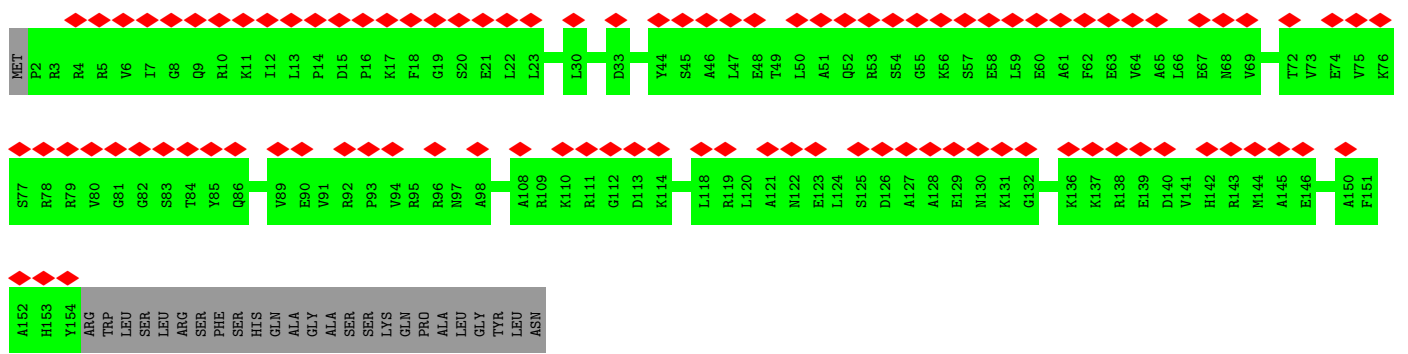 MET P2 R3 R4 R5 V6 I7 G8 Q9 R10 K11 I12 L13 P14 D15 P16 K17 F18 G19 S20 E21 L22 L23 L30 D33 Y44 S45 A46 L47 E48 T49 L50 A51 Q52 R53 S54 G55 K56 S57 E58 L59 E60 A61 F62 E63 V64 A65 L66 E67 N68 V69 T72 V73 E74 V75 K76
S77 R78 R79 V80 G81 G82 S83 T84 Y85 Q86 V89 E90 V91 R92 P93 V94 R95 R96 N97 A98 A108 R109 K110 R111 G112 D113 K114 L118 R119 L120 A121 N122 E123 L124 S125 D126 A127 A128 E129 N130 K131 G132 K136 K137 R138 E139 D140 V141 H142 R143 M144 A145 E146 A150 F151
A152 H153 Y154 ARG TRP LEU SER LEU ARG SER PHE SER HIS GLN ALA GLY ALA SER SER LYS GLN PRO ALA LEU GLY TYR LEU ASN